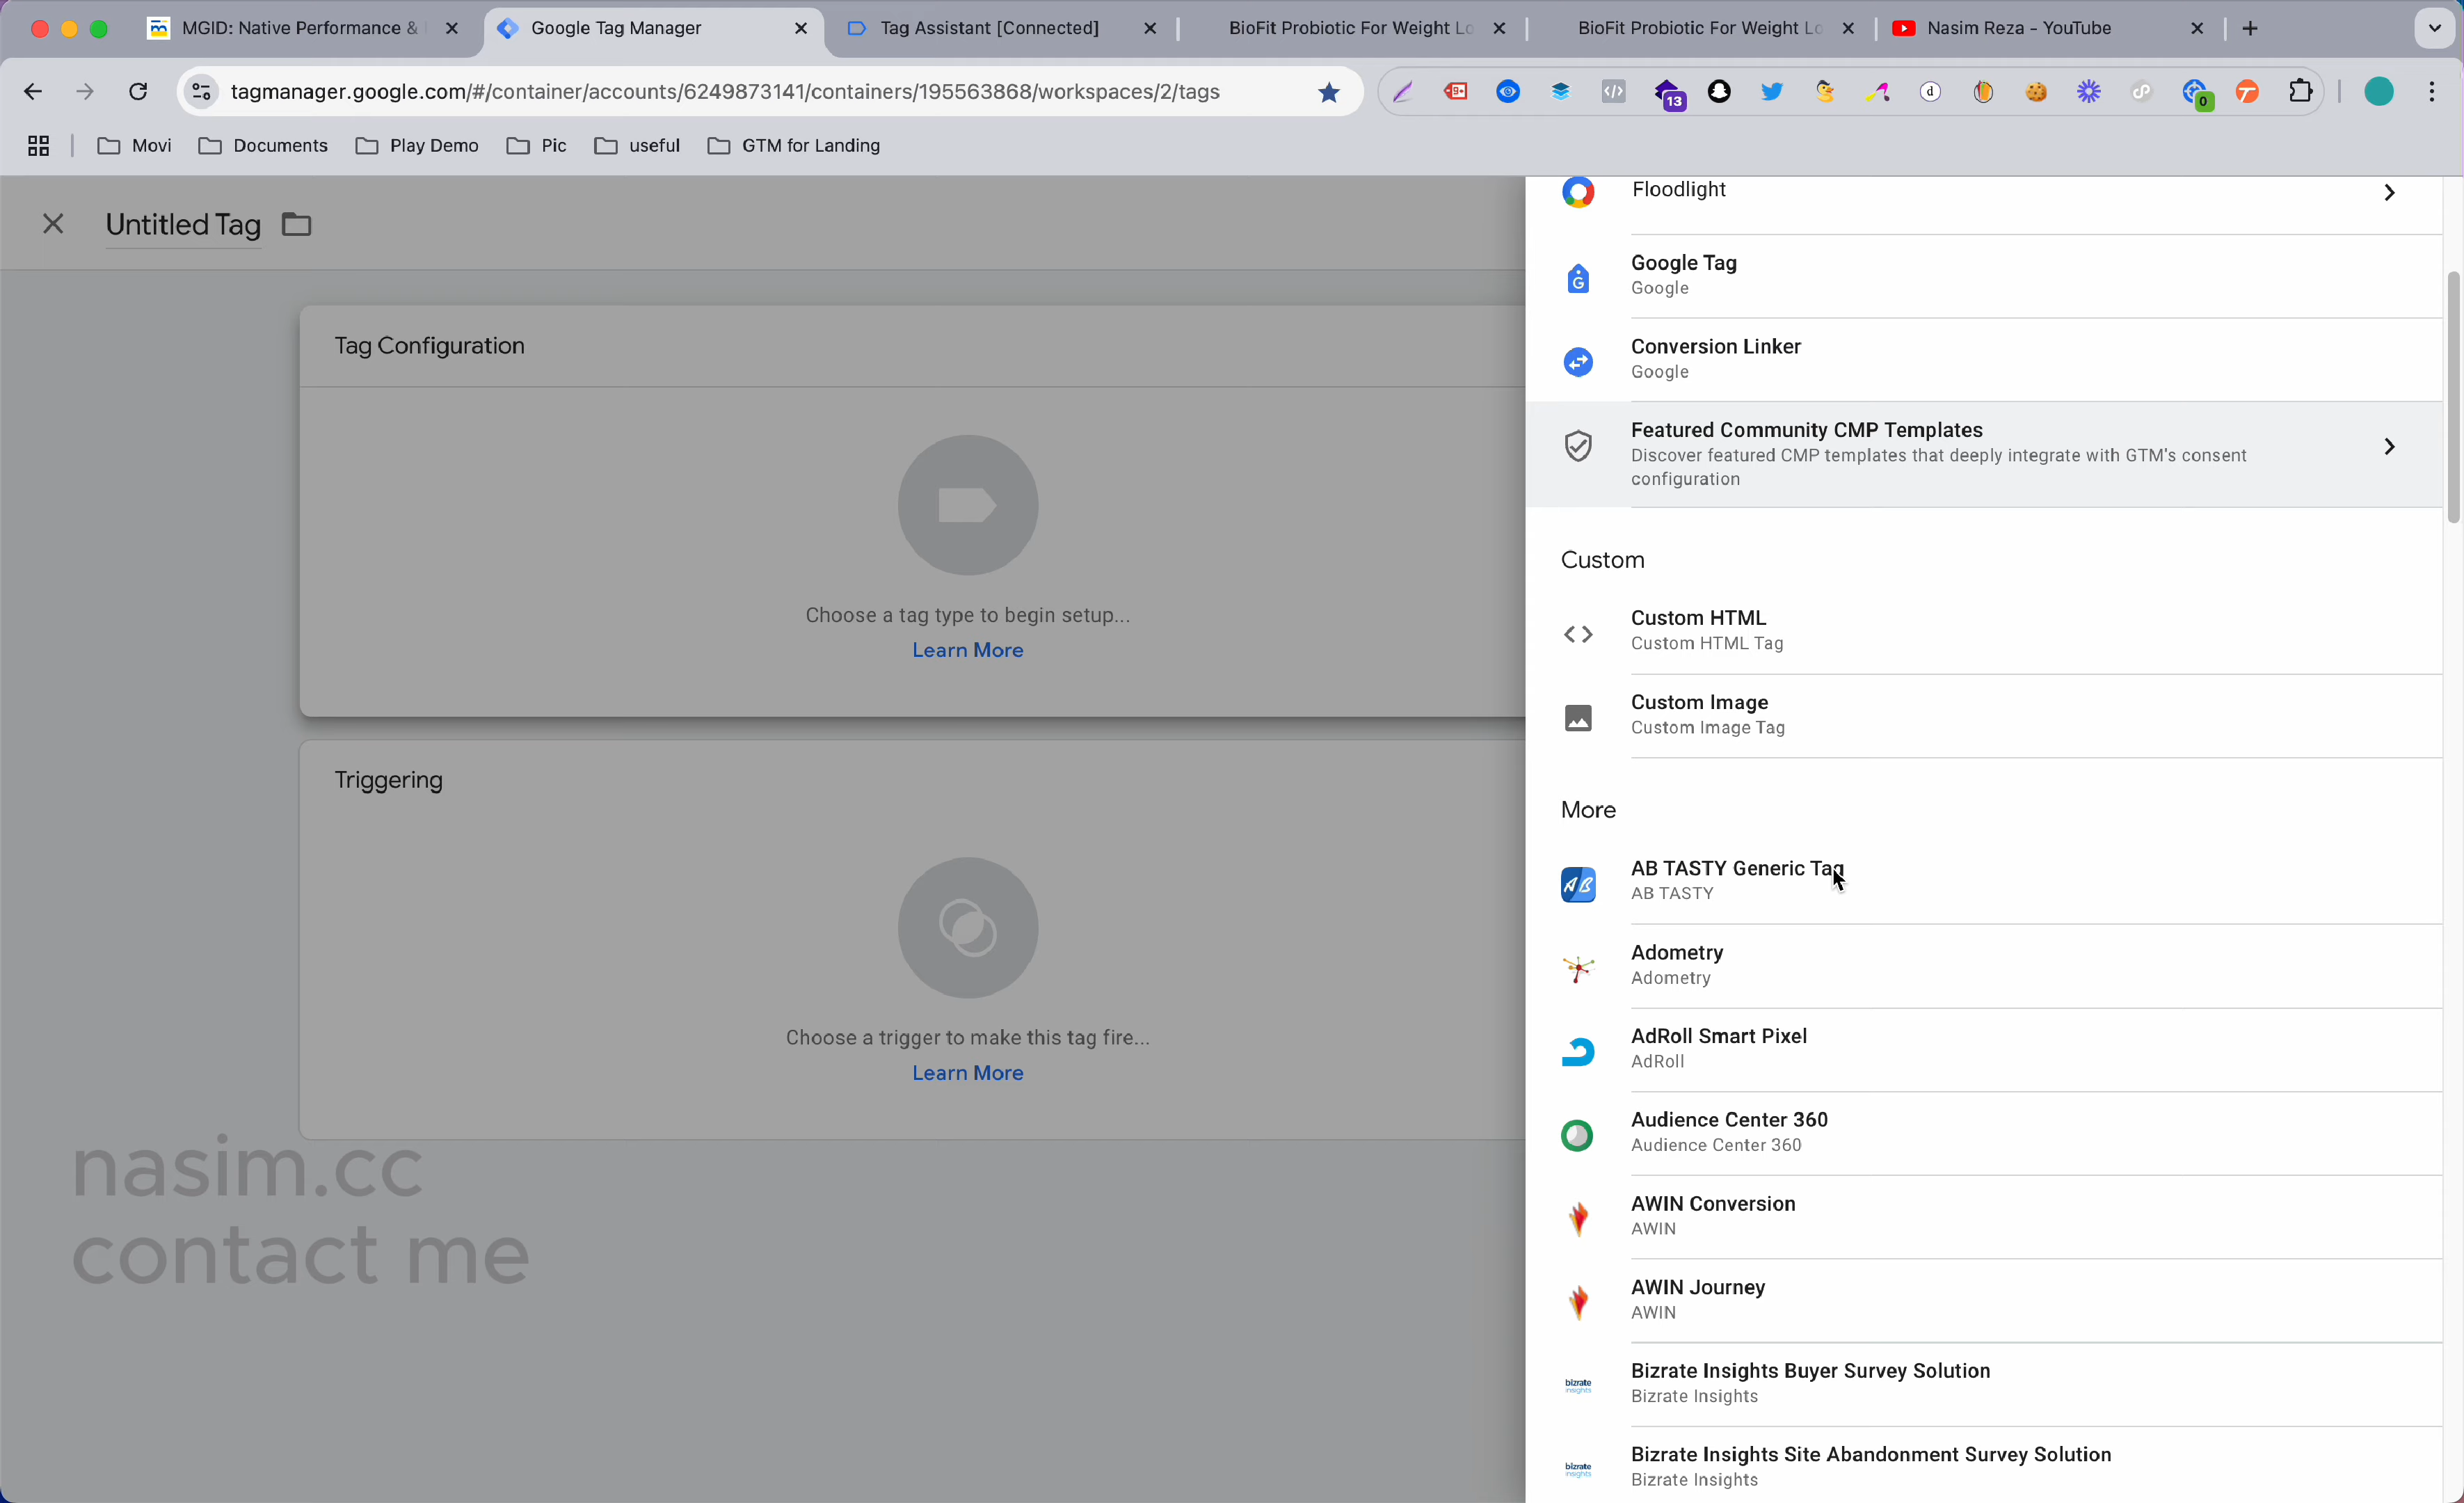 MGID: Native Performance &
Google Tag Manager
Tag Assistant [Connected]
BioFit Probiotic For Weight Lo
BioFit Probiotic For Weight Lo
Nasim Reza - YouTube
tagmanager.google.com/#/container/accounts/6249873141/containers/195563868/workspaces/2/tags
13
0
Movi
Documents
Play Demo
Pic
useful
GTM for Landing
Untitled Tag
Tag Configuration
Choose a tag type to begin setup...
Learn More
Triggering
Choose a trigger to make this tag fire...
Learn More
nasim.cc
contact me
Floodlight
Google Tag
Google
Conversion Linker
Google
Featured Community CMP Templates
Discover featured CMP templates that deeply integrate with GTM's consent
configuration
Custom
Custom HTML
Custom HTML Tag
Custom Image
Custom Image Tag
More
AB TASTY Generic Tag
AB TASTY
Adometry
Adometry
AdRoll Smart Pixel
AdRoll
Audience Center 360
Audience Center 360
AWIN Conversion
AWIN
AWIN Journey
AWIN
bizrate
insights
Bizrate Insights Buyer Survey Solution
Bizrate Insights
bizrate
insights
Bizrate Insights Site Abandonment Survey Solution
Bizrate Insights